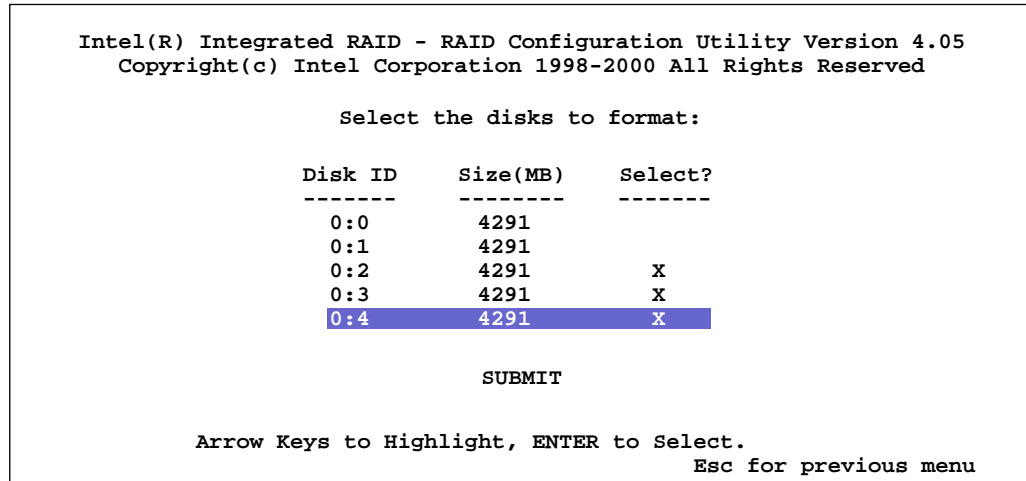 Intel(R) Integrated RAID - RAID Configuration Utility Version 4.05
Copyright(c) Intel Corporation 1998-2000 All Rights Reserved
Select the disks to format:
Disk ID Size(MB) Select?
------- -------- -------
0:0 4291
0:1 4291
0:2 4291 X
0:3 4291 X
0:4 4291 X
SUBMIT
Arrow Keys to Highlight, ENTER to Select.
Esc for previous menu